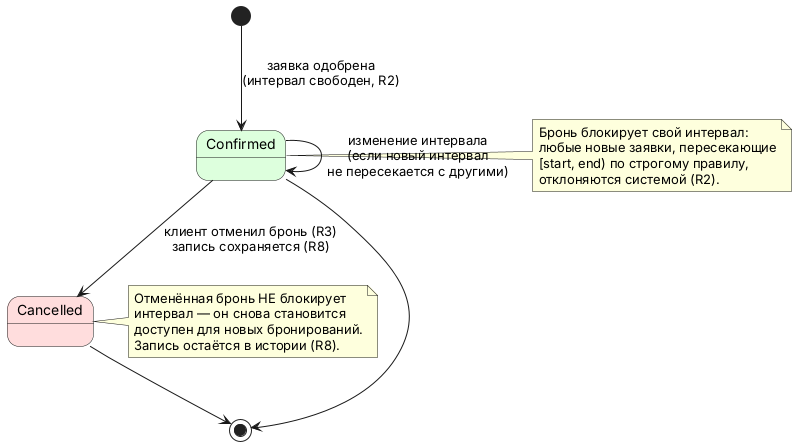 заявка одобрена
(интервал свободен, R2)
Confirmed
изменение интервала
(если новый интервал
не пересекается с другими)
Бронь блокирует свой интервал:
любые новые заявки, пересекающие
[start, end) по строгому правилу,
отклоняются системой (R2).
клиент отменил бронь (R3)
запись сохраняется (R8)
Cancelled
Отменённая бронь НЕ блокирует
интервал — он снова становится
доступен для новых бронирований.
Запись остаётся в истории (R8).